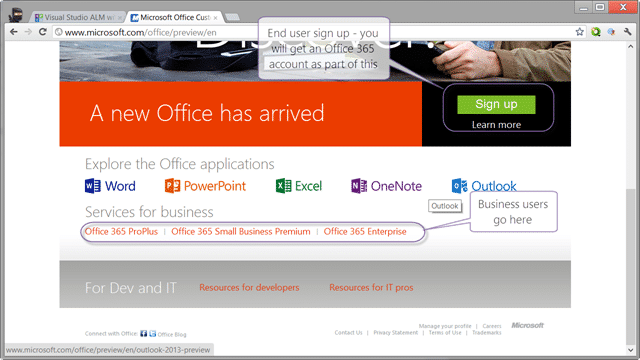 Visual Studio ALM w
Microsoft Office Cust
www.microsoft.com/office/preview/en
Discover.
End user sign up - you
will get an Office 365
account as part of this
A new Office has arrived
Sign up
Learn more
Explore the Office applications
Word PowerPoint Excel OneNote Outlook
Services for business
Outlook
Business users
go here
Office 365 ProPlus | Office 365 Small Business Premium | Office 365 Enterprise
For Dev and IT Resources for developers Resources for IT pros
Connect with Office: Office Blog
Manage your profile | Careers
Contact Us | Privacy Statement | Terms of Use | Trademarks
Microsoft
www.microsoft.com/office/preview/en/outlook-2013-preview